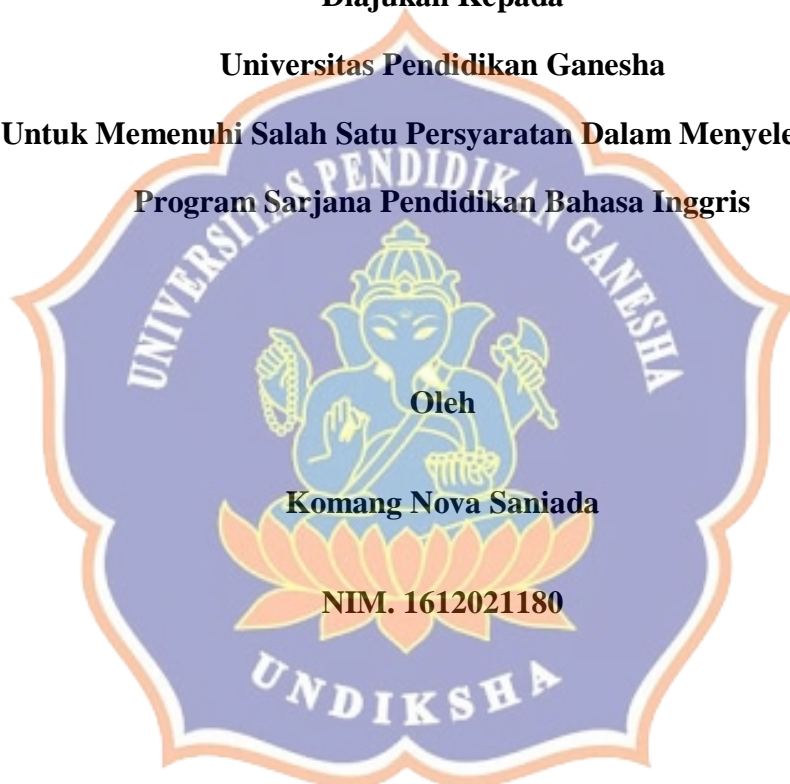 Diajukan Kepada
Universitas Pendidikan Ganesha
Untuk Memenuhi Salah Satu Persyaratan Dalam
Program Sarjana Pendidikan Bahasa Inggris
UNIVERSITAS PENDIDIKAN GANESHA
Oleh
Komang Nova Saniada
NIM. 1612021180
UNDIKSHA